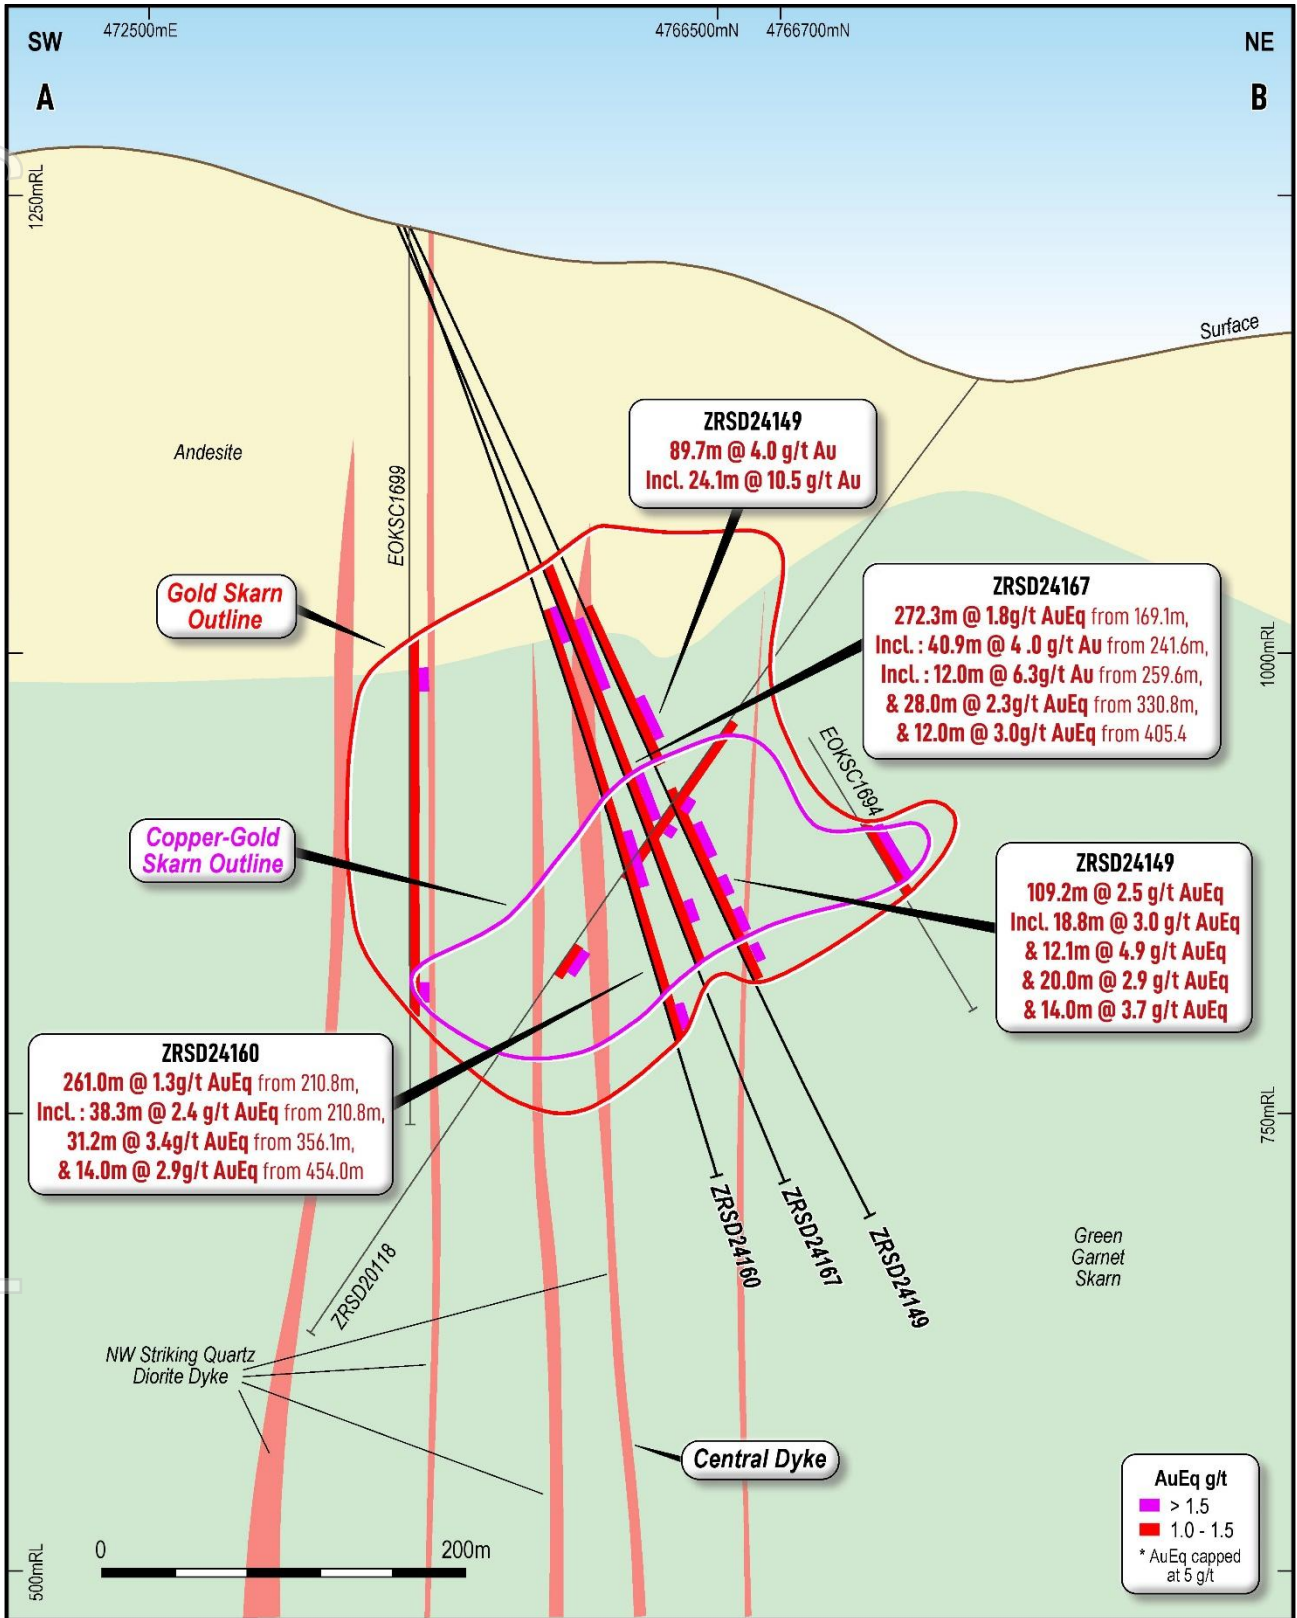 472500mE
4766500mN
4766700mN
SW
NE
A
B
1250mRL
Surface
Andesite
EOKSC1699
ZRSD24149
89.7m @ 4.0 g/t Au
Incl. 24.1m @ 10.5 g/t Au
Gold Skarn
Outline
ZRSD24167
272.3m @ 1.8g/t AuEq from 169.1m,
Incl. : 40.9m @ 4 .0 g/t Au from 241.6m,
Incl. : 12.0m @ 6.3g/t Au from 259.6m,
& 28.0m @ 2.3g/t AuEq from 330.8m,
& 12.0m @ 3.0g/t AuEq from 405.4
1000mRL
EOKSC1694
Copper-Gold
Skarn Outline
ZRSD24149
109.2m @ 2.5 g/t AuEq
Incl. 18.8m @ 3.0 g/t AuEq
& 12.1m @ 4.9 g/t AuEq
& 20.0m @ 2.9 g/t AuEq
& 14.0m @ 3.7 g/t AuEq
ZRSD24160
261.0m @ 1.3g/t AuEq from 210.8m,
Incl. : 38.3m @ 2.4 g/t AuEq from 210.8m,
31.2m @ 3.4g/t AuEq from 356.1m,
& 14.0m @ 2.9g/t AuEq from 454.0m
750mRL
ZRSD24160
ZRSD24167
ZRSD24149
ZRSD20118
Green
Garnet
Skarn
NW Striking Quartz
Diorite Dyke
Central Dyke
0
200m
500mRL
AuEq g/t
> 1.5
1.0 - 1.5
* AuEq capped
at 5 g/t